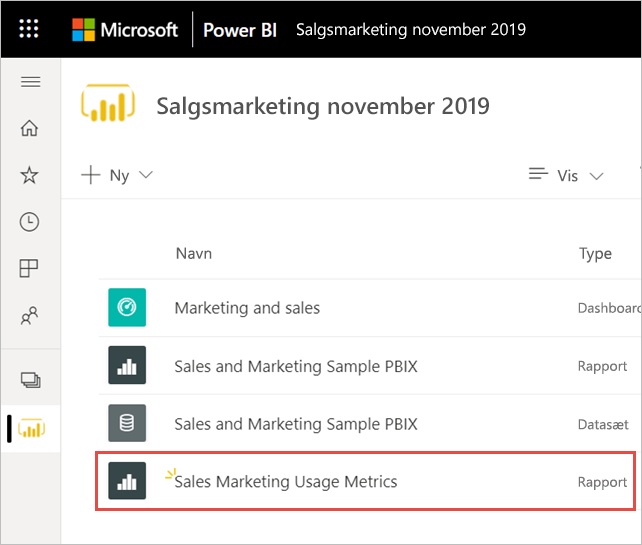 Microsoft Power BI Salgsmarketing november 2019
Salgsmarketing november 2019
Ny Vis
Navn Type
Marketing and sales Dashboard
Sales and Marketing Sample PBIX Rapport
Sales and Marketing Sample PBIX Datasæt
Sales Marketing Usage Metrics Rapport